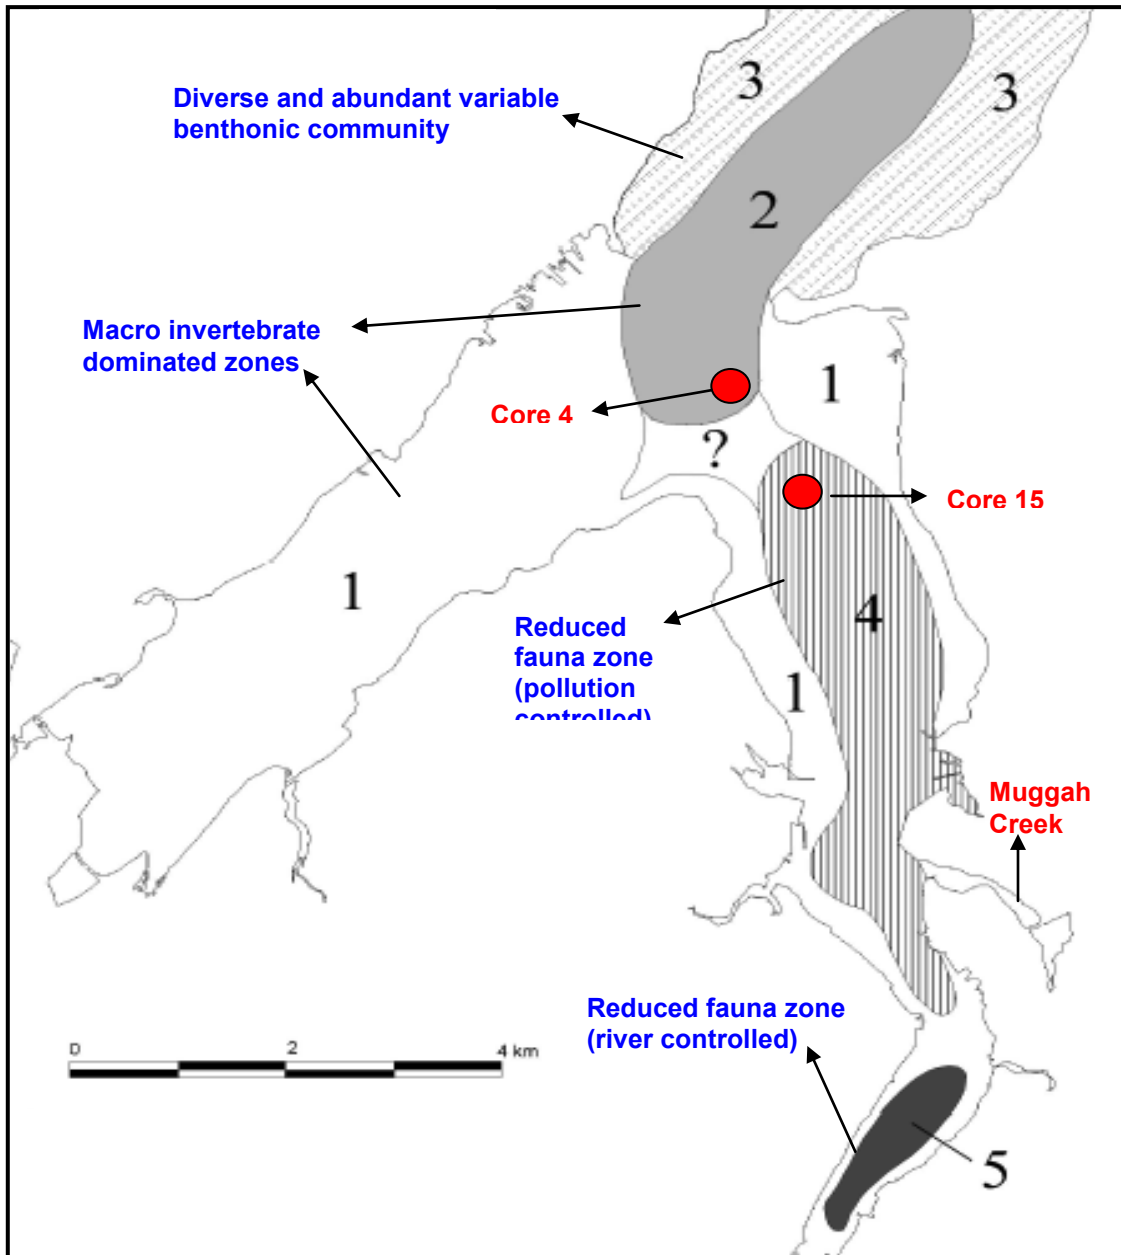 3
3
Diverse and abundant variable
benthonic community
2
Macro invertebrate
dominated zones
1
Core 4
?
Core 15
1
4
Reduced
fauna zone
(pollution
controlled)
1
Muggah
Creek
Reduced fauna zone
(river controlled)
0 2 4 km
5